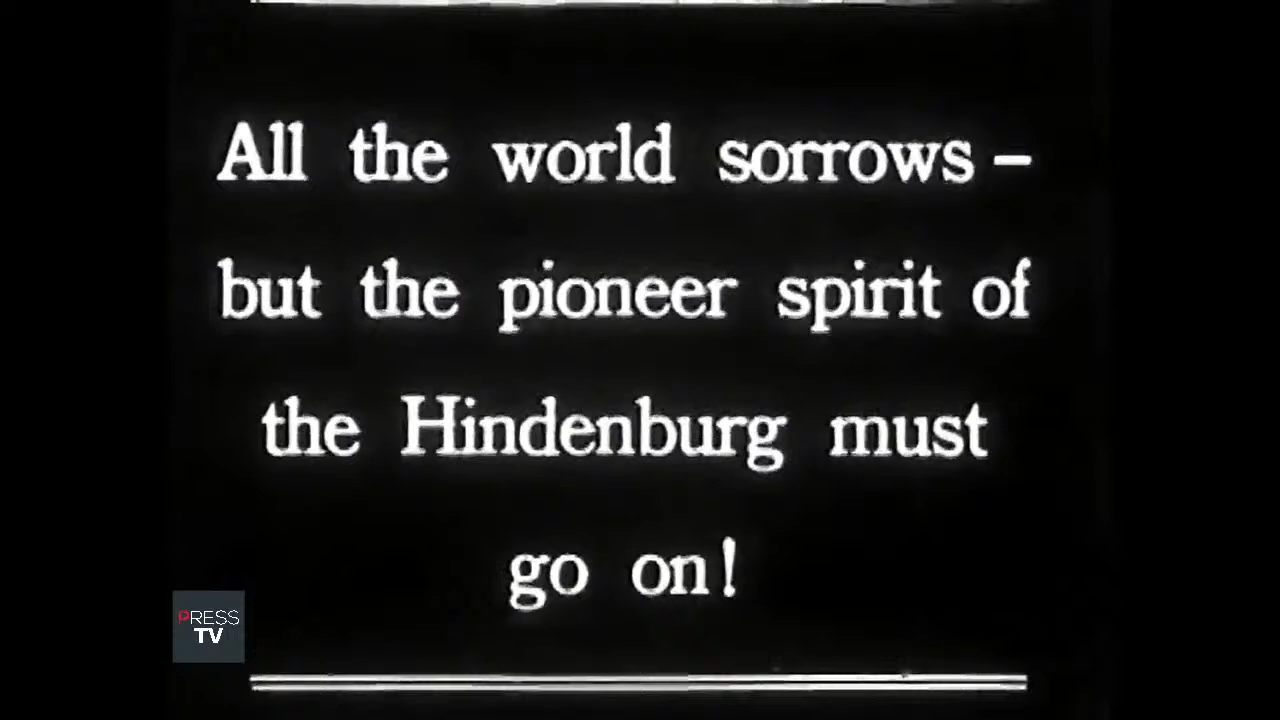 All the world sorrows –
but the pioneer spirit of
the Hindenburg must
go on!
PRESS
TV